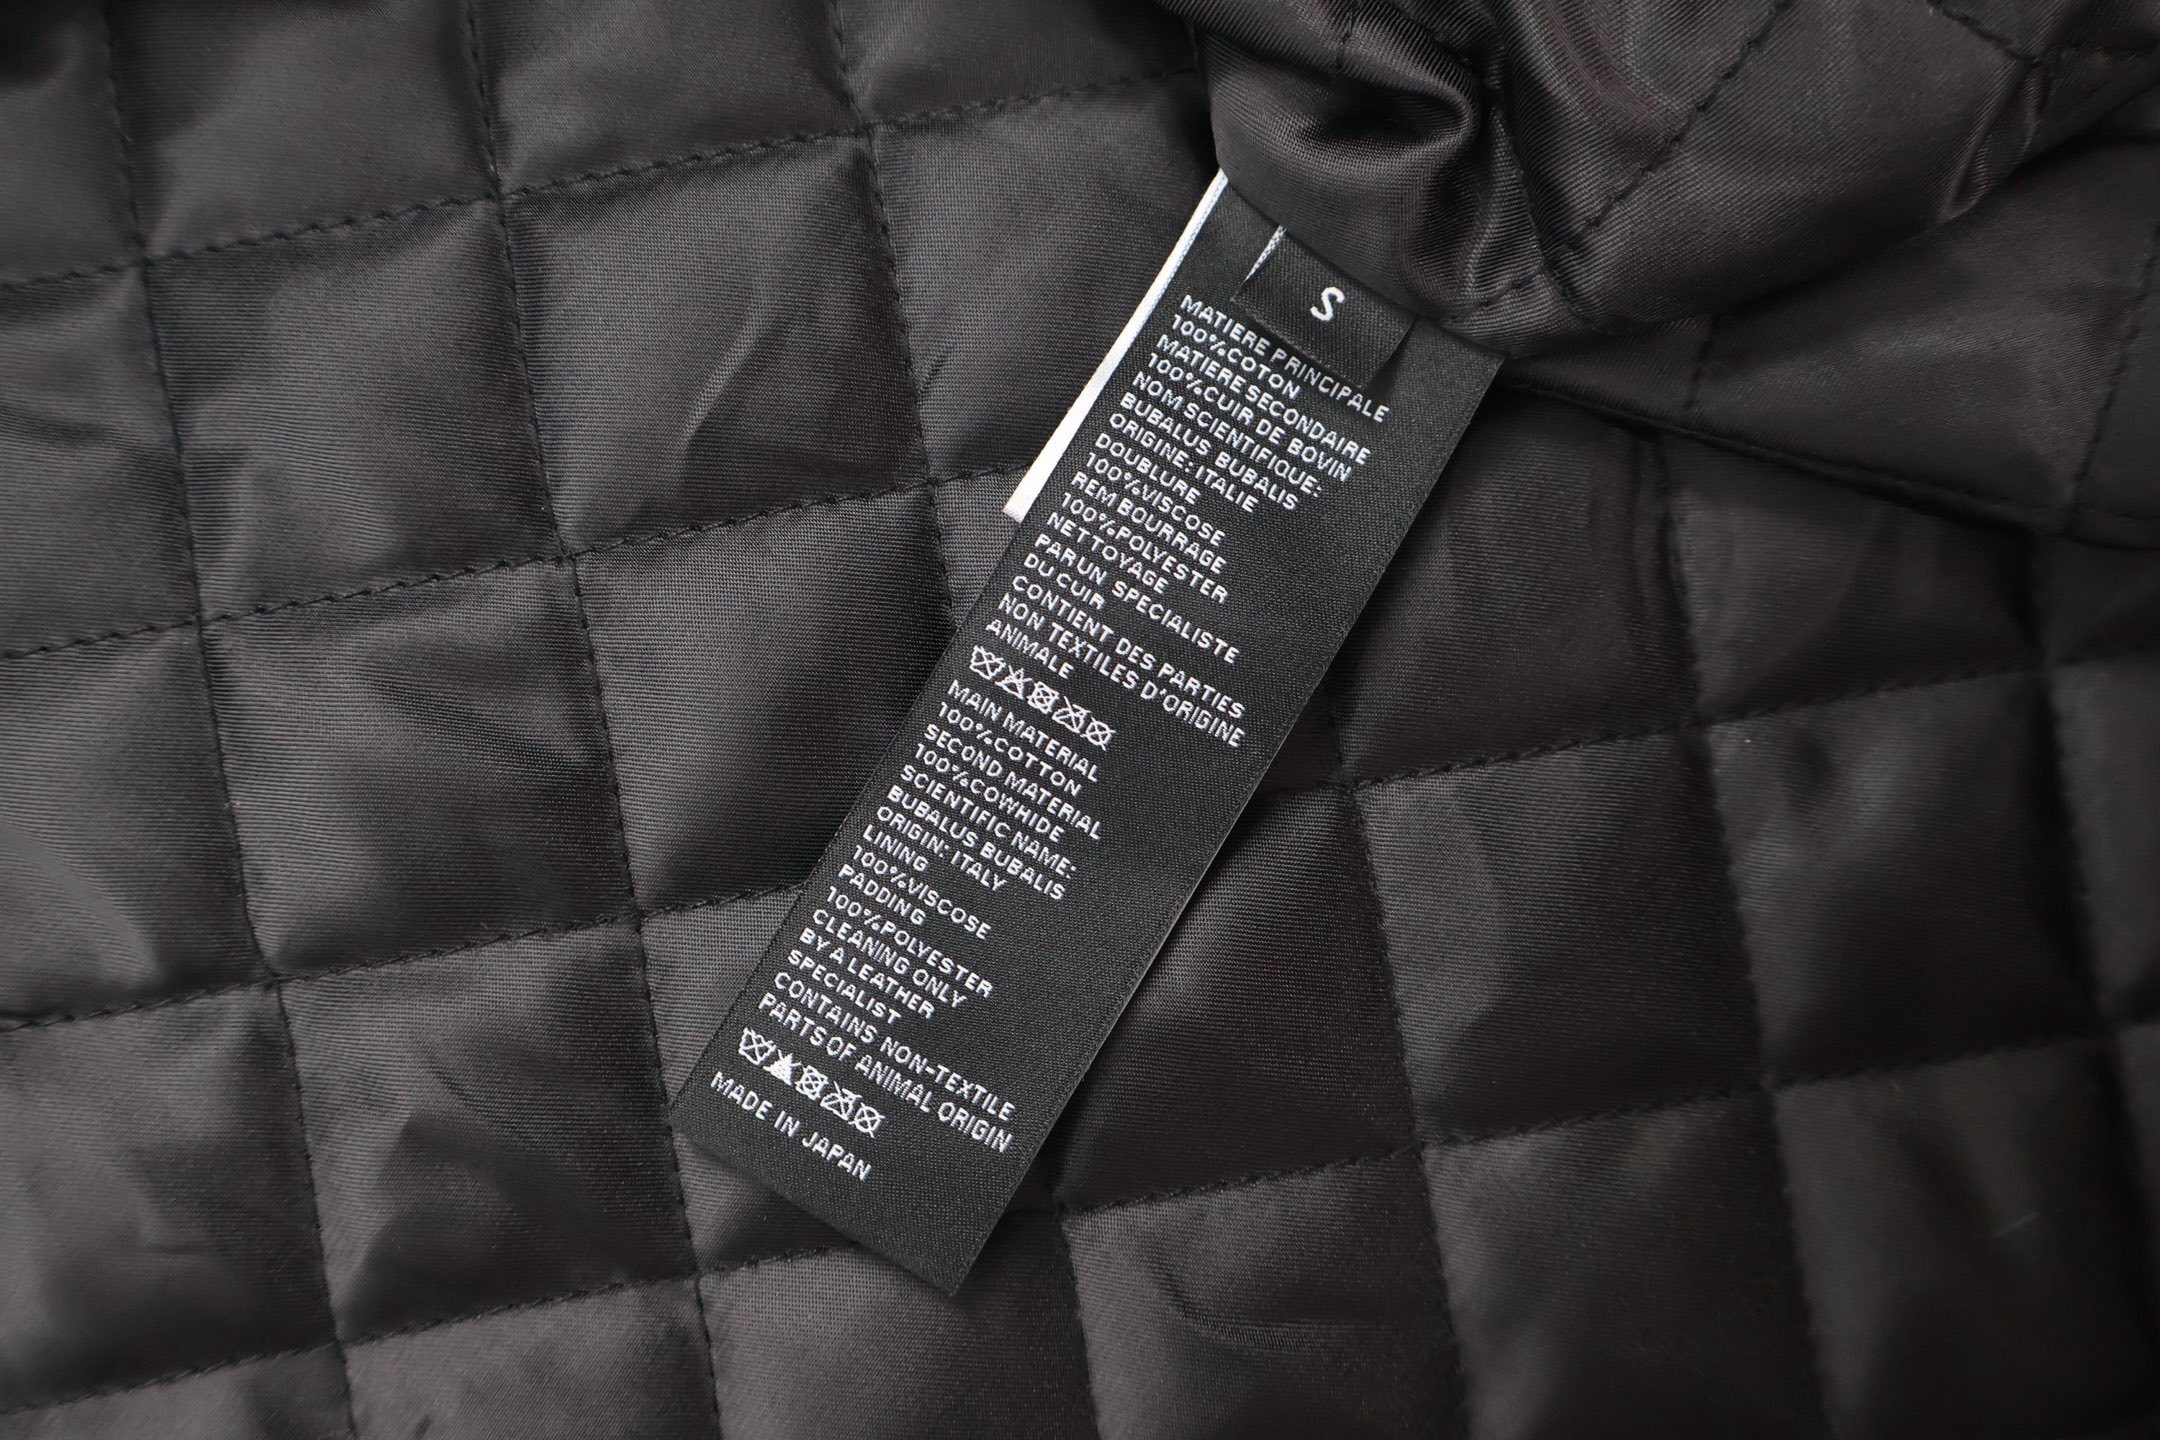 S
MATIERE PRINCIPALE
100%COTON
MATIERE SECONDAIRE
100%CUIR DE BOVIN
NOM SCIENTIFIQUE:
BUBALUS BUBALIS
ORIGINE: ITALIE
DOUBLURE
100%VISCOSE
REM BOURRAGE
100%POLYESTER
NETTOYAGE
PARUN SPECIALISTE
DU CUIR
CONTIENT DES PARTIES
NON TEXTILES D'ORIGINE
ANIMALE
MAIN MATERIAL
100%COTTON
SECOND MATERIAL
100%COWHIDE
SCIENTIFIC NAME:
BUBALUS BUBALIS
ORIGIN: ITALY
LINING
100%VISCOSE
PADDING
100%POLYESTER
CLEANING ONLY
BY A LEATHER
SPECIALIST
CONTAINS NON-TEXTILE
PARTS OF ANIMAL ORIGIN
MADE IN JAPAN